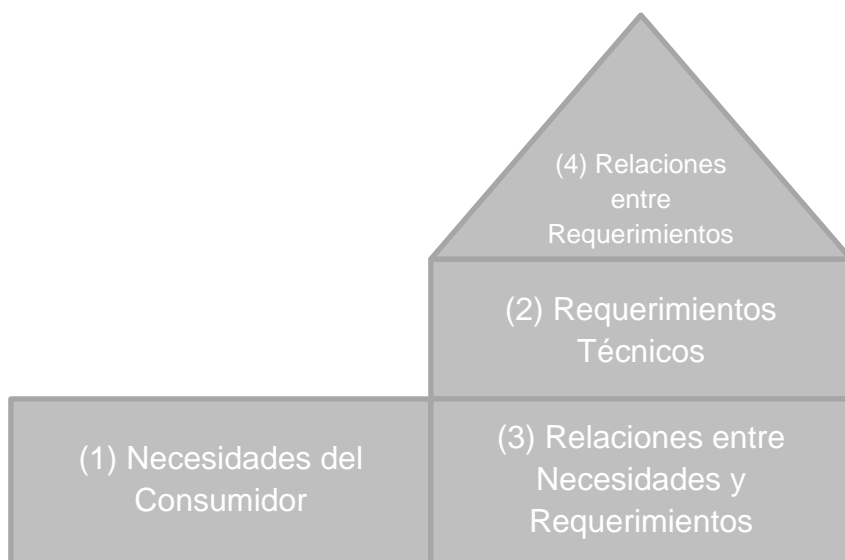 (4) Relaciones
entre
Requerimientos
(2) Requerimientos
Técnicos
(1) Necesidades del
Consumidor
(3) Relaciones entre
Necesidades y
Requerimientos